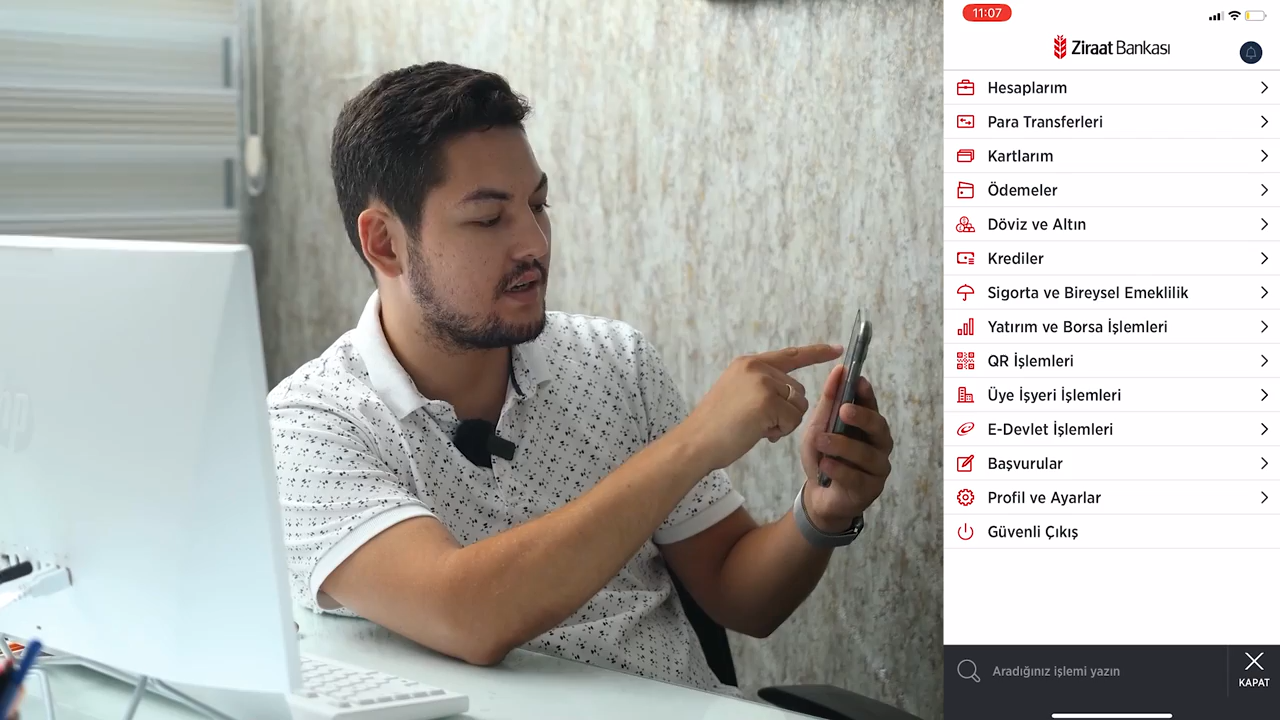 11:07
Ziraat Bankası
Hesaplarım
Para Transferleri
Kartlarım
Ödemeler
Döviz ve Altın
Krediler
Sigorta ve Bireysel Emeklilik
Yatırım ve Borsa İşlemleri
QR İşlemleri
Üye İşyeri İşlemleri
E-Devlet İşlemleri
Başvurular
Profil ve Ayarlar
Güvenli Çıkış
Aradığınız işlemi yazın
KAPAT
hp